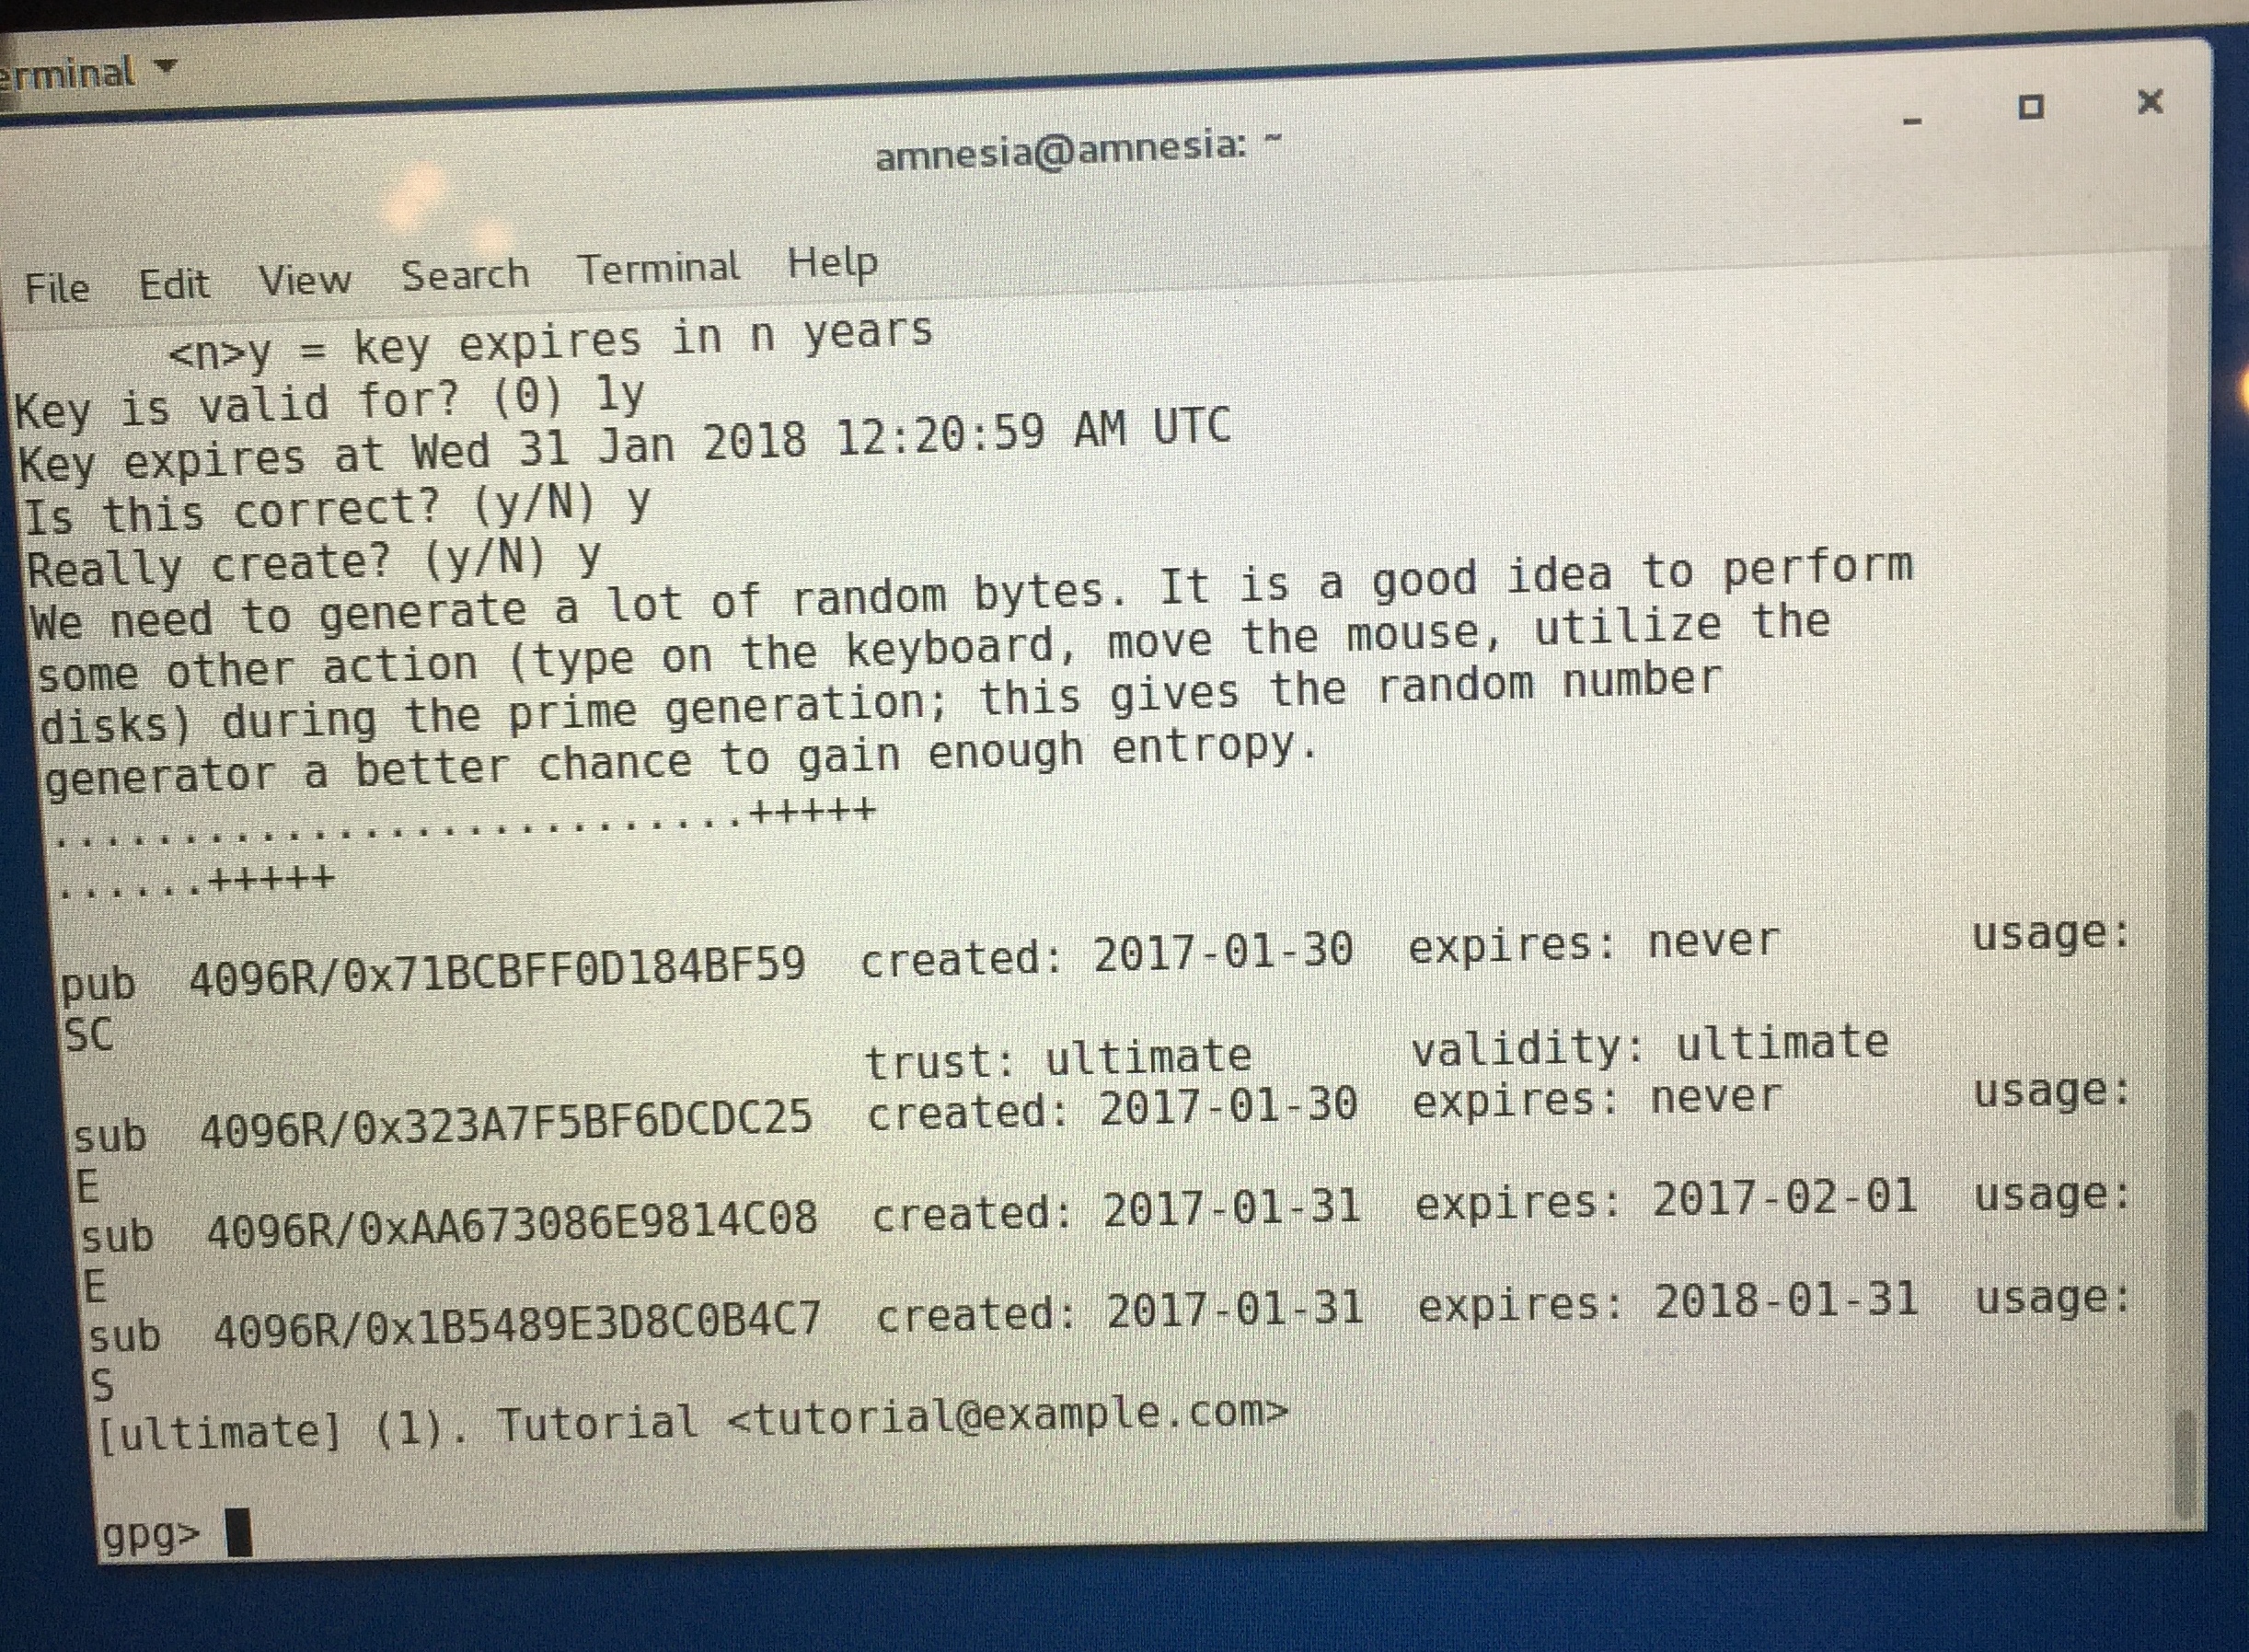 erminal
amnesia@amnesia: ~
File Edit View Search Terminal Help
<n>y = key expires in n years
Key is valid for? (0) 1y
Key expires at Wed 31 Jan 2018 12:20:59 AM UTC
Is this correct? (y/N) y
Really create? (y/N) y
We need to generate a lot of random bytes. It is a good idea to perform
some other action (type on the keyboard, move the mouse, utilize the
disks) during the prime generation; this gives the random number
generator a better chance to gain enough entropy.
...........................+++++
......+++++
pub 4096R/0x71BCBFF0D184BF59 created: 2017-01-30 expires: never usage:
SC
trust: ultimate validity: ultimate
sub 4096R/0x323A7F5BF6DCDC25 created: 2017-01-30 expires: never usage:
E
sub 4096R/0xAA673086E9814C08 created: 2017-01-31 expires: 2017-02-01 usage:
E
sub 4096R/0x1B5489E3D8C0B4C7 created: 2017-01-31 expires: 2018-01-31 usage:
S
[ultimate] (1). Tutorial <tutorial@example.com>
gpg>